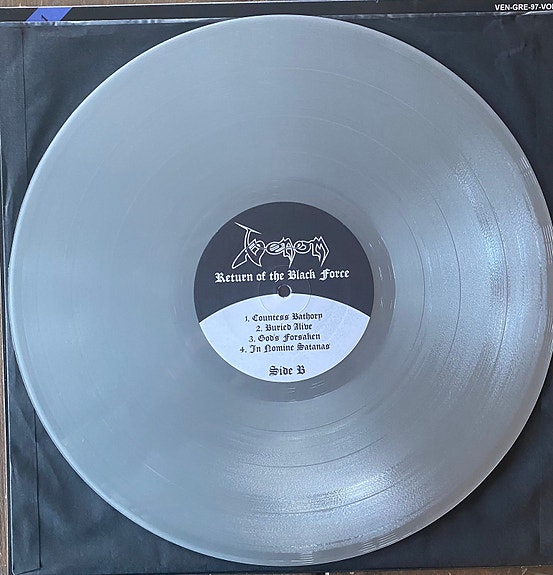 VEN-GRE-97-VOL
Venom
Return of the Black Force
1. Countess Bathory
2. Buried Alive
3. God's Forsaken
4. In Nomine Satanas
Side B